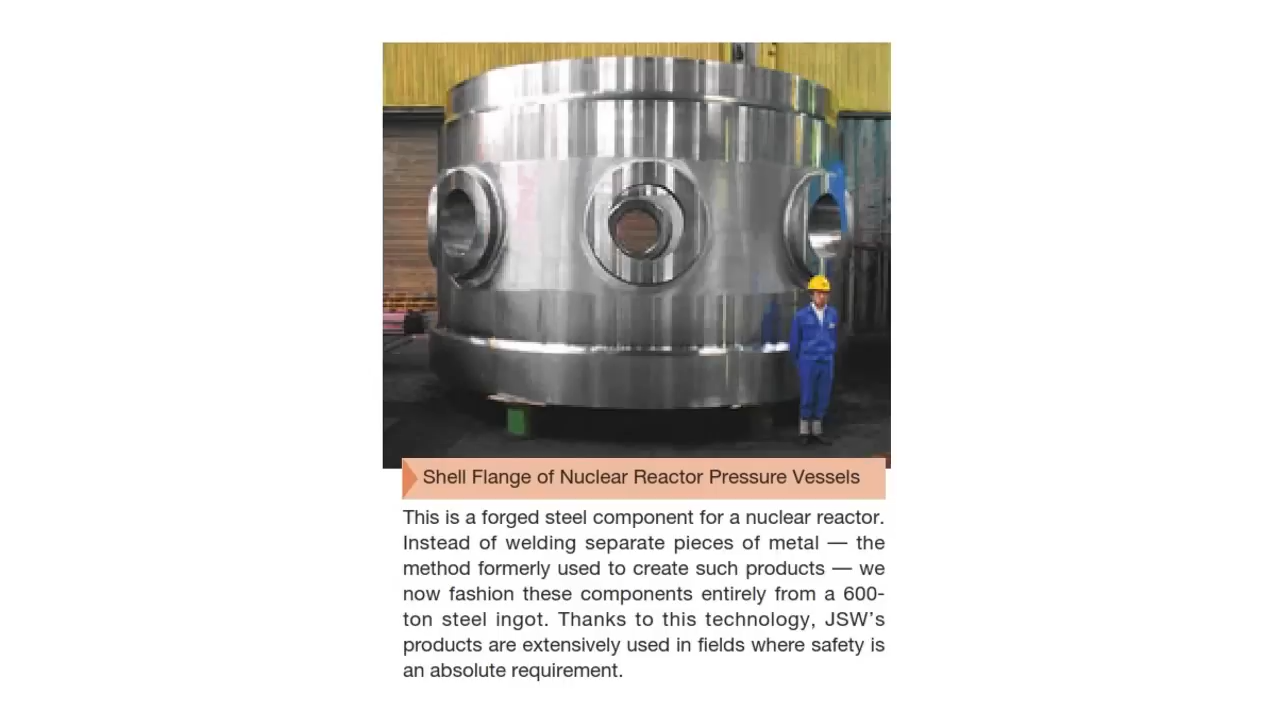 Shell Flange of Nuclear Reactor Pressure Vessels
This is a forged steel component for a nuclear reactor.
Instead of welding separate pieces of metal — the
method formerly used to create such products — we
now fashion these components entirely from a 600-
ton steel ingot. Thanks to this technology, JSW’s
products are extensively used in fields where safety is
an absolute requirement.